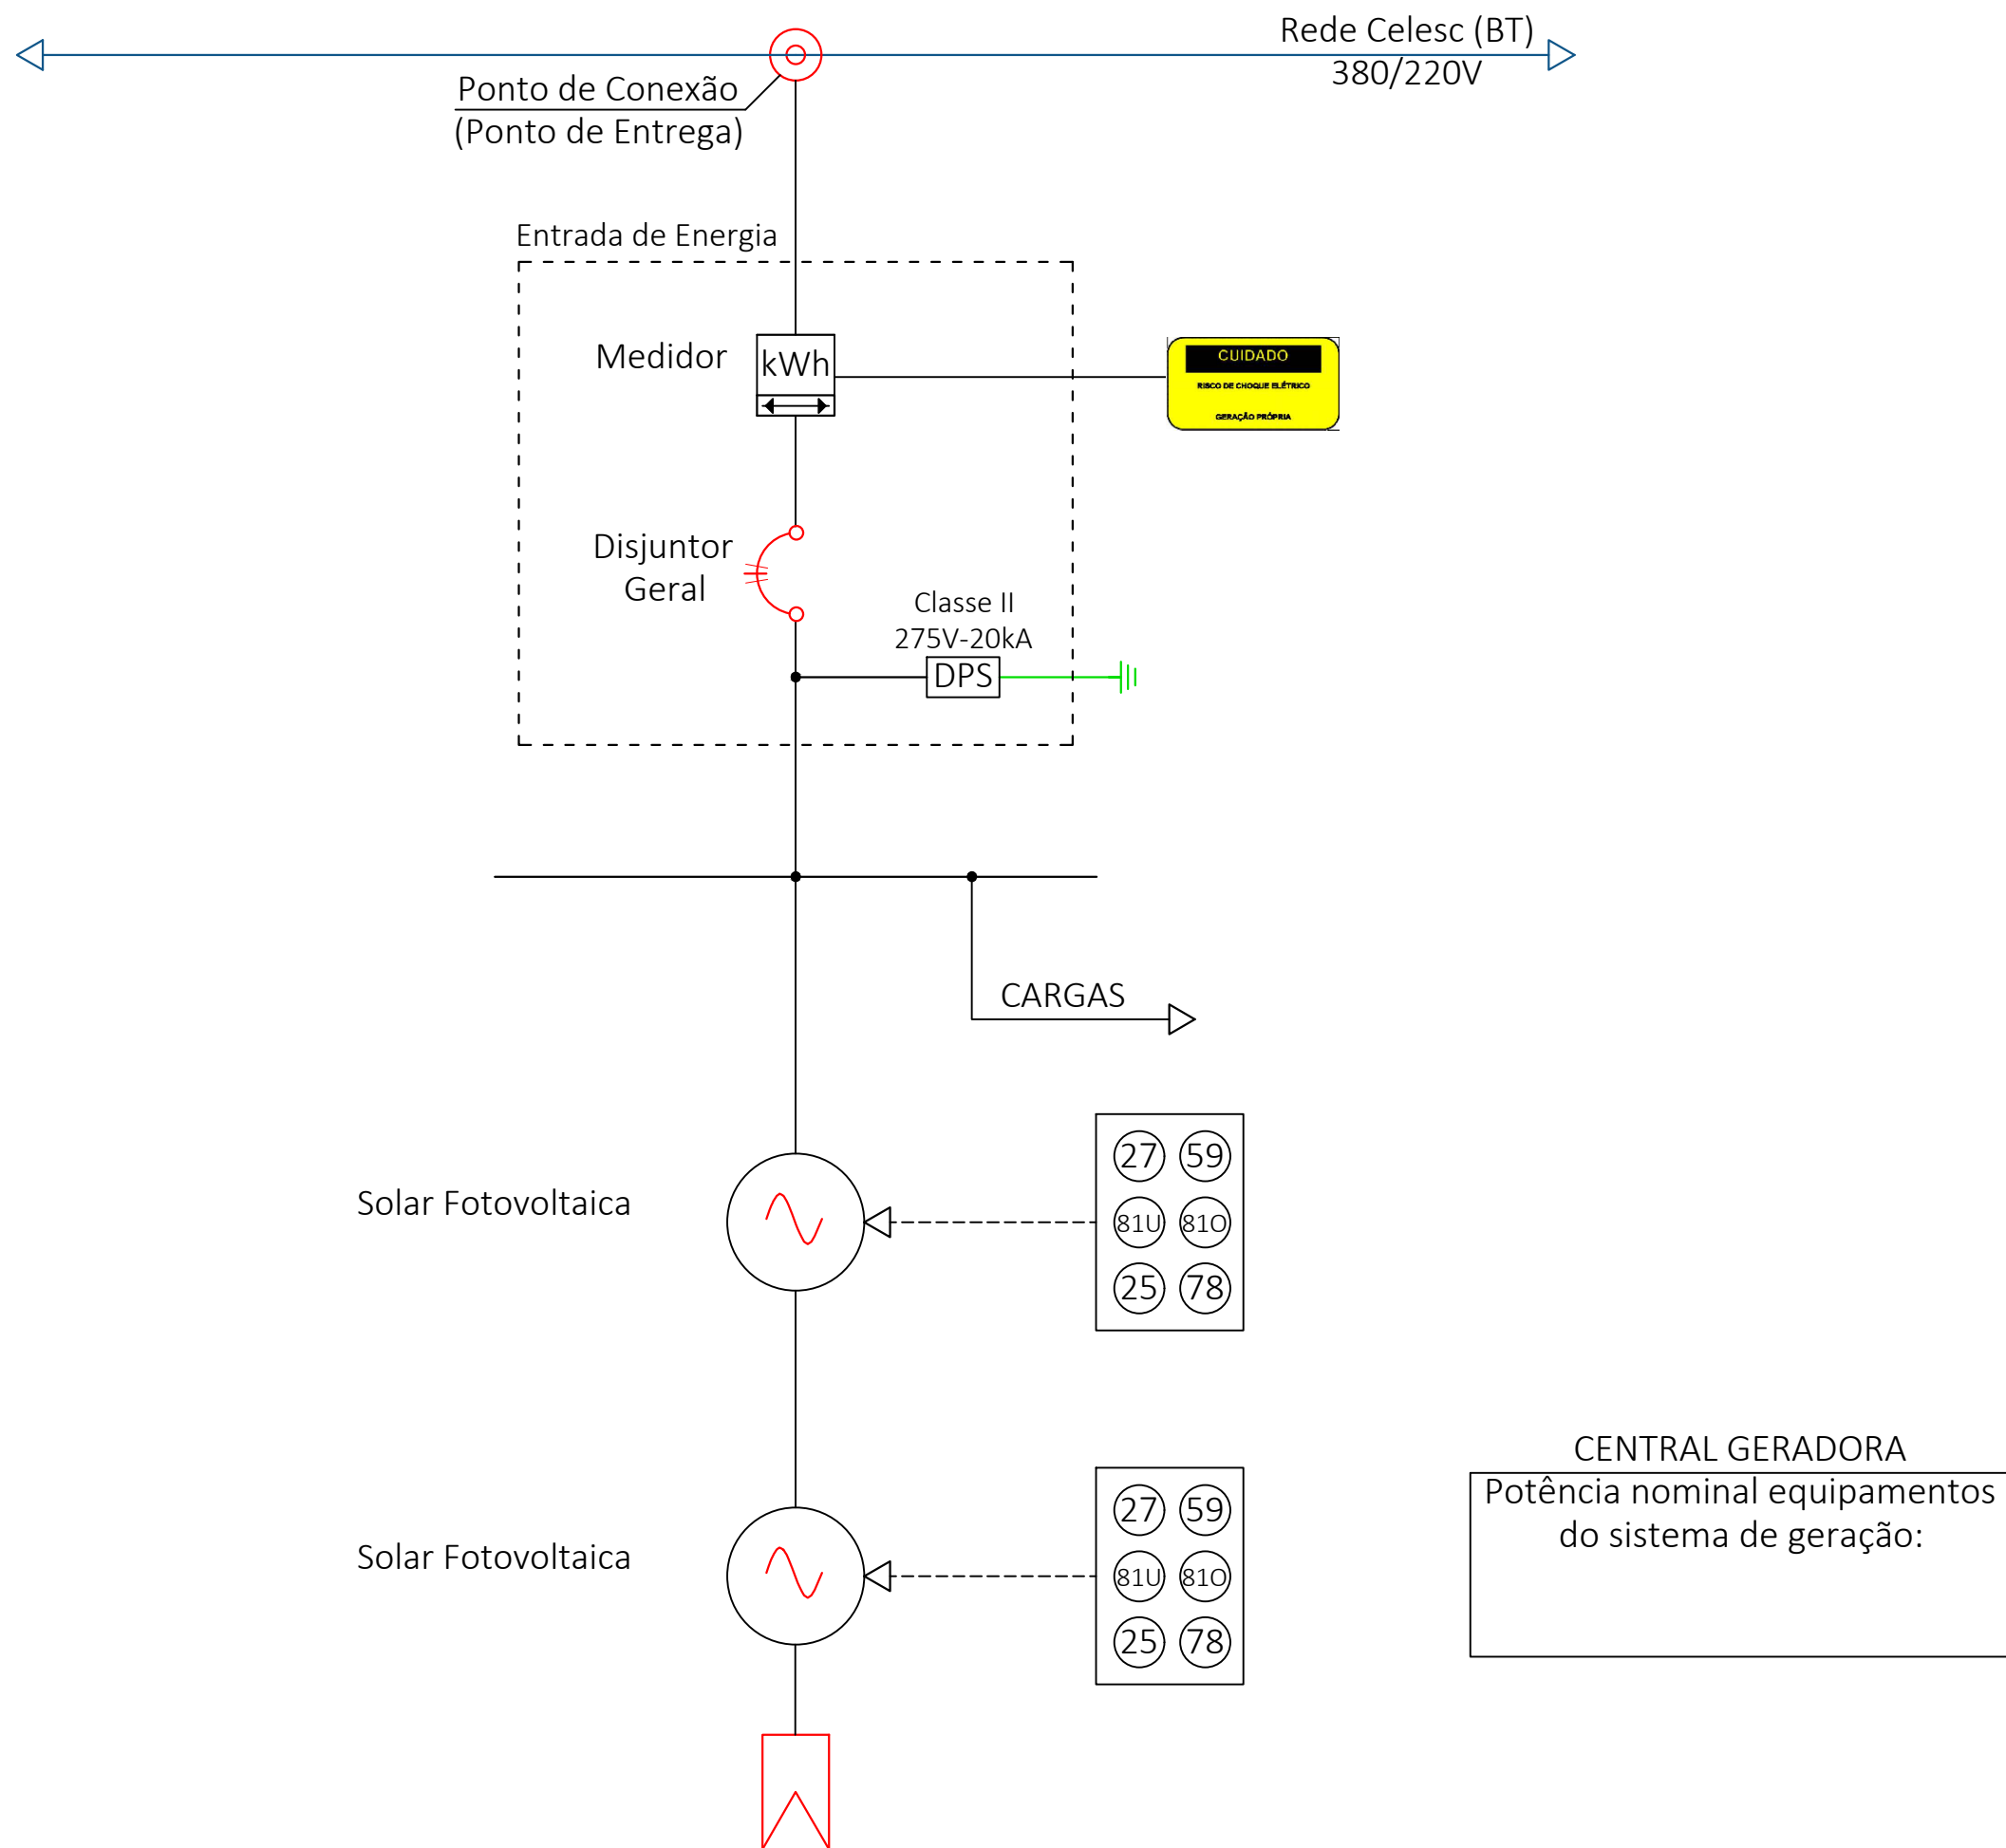 Rede Celesc (BT)
380/220V
Ponto de Conexão
(Ponto de Entrega)
Entrada de Energia
Medidor
kWh
CUIDADO
RISCO DE CHOQUE ELÉTRICO
GERAÇÃO PRÓPRIA
Disjuntor
Geral
Classe II
275V-20kA
DPS
CARGAS
Solar Fotovoltaica
27 59
81U 81O
25 78
Solar Fotovoltaica
27 59
81U 81O
25 78
CENTRAL GERADORA
Potência nominal equipamentos
do sistema de geração: